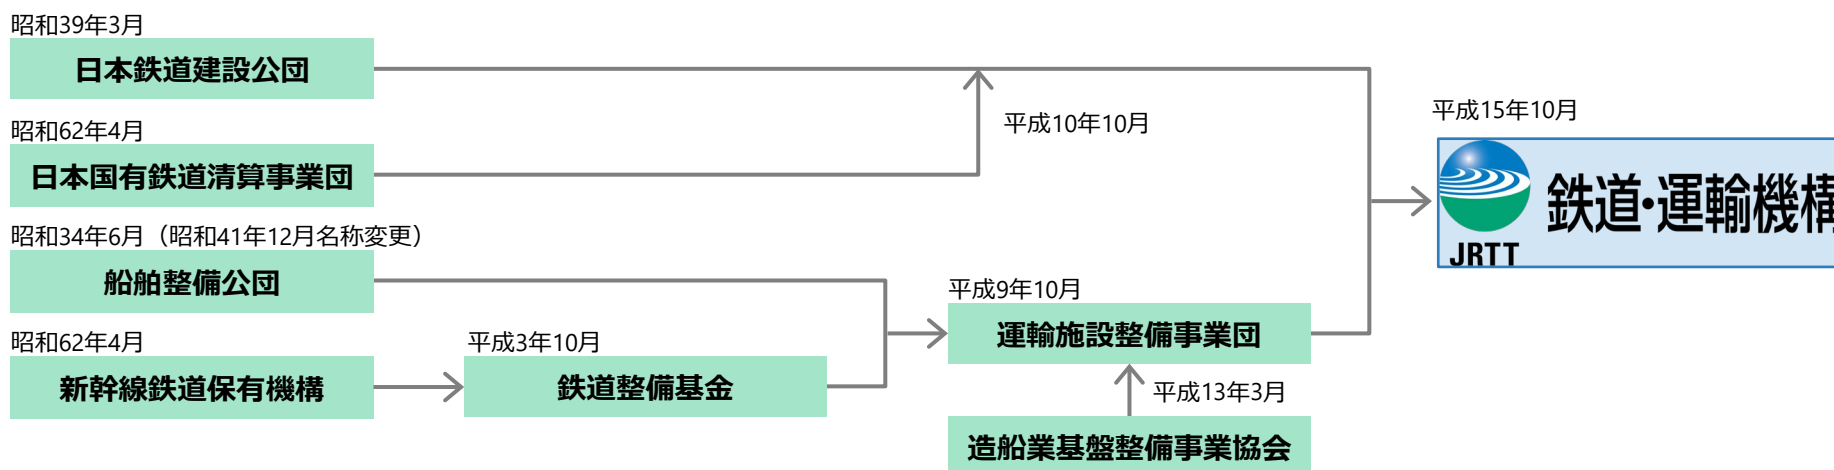 昭和39年3月
日本鉄道建設公団
昭和62年4月
日本国有鉄道清算事業団
平成10年10月
昭和34年6月（昭和41年12月名称変更）
船舶整備公団
昭和62年4月
新幹線鉄道保有機構
平成3年10月
鉄道整備基金
平成9年10月
運輸施設整備事業団
平成13年3月
造船業基盤整備事業協会
平成15年10月
鉄道・運輸機構
JRTT